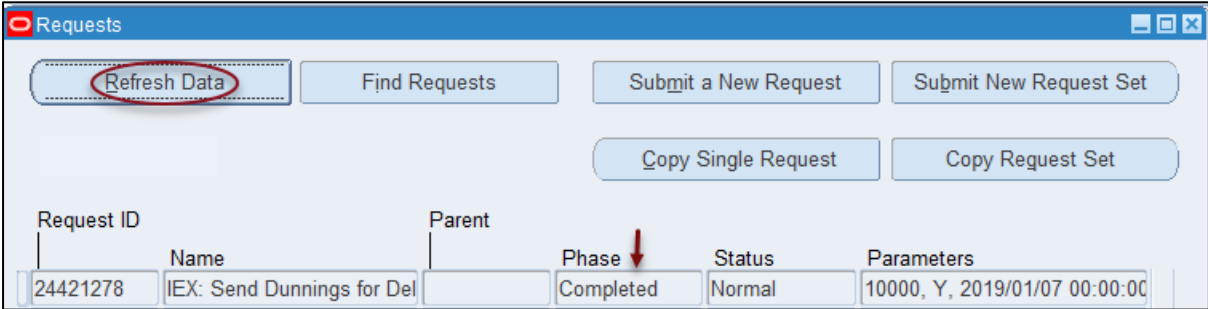 Requests
Refresh Data Find Requests Submit a New Request Submit New Request Set
Copy Single Request Copy Request Set
Request ID Parent
Name Phase Status Parameters
24421278 IEX: Send Dunnings for Del Completed Normal 10000, Y, 2019/01/07 00:00:00